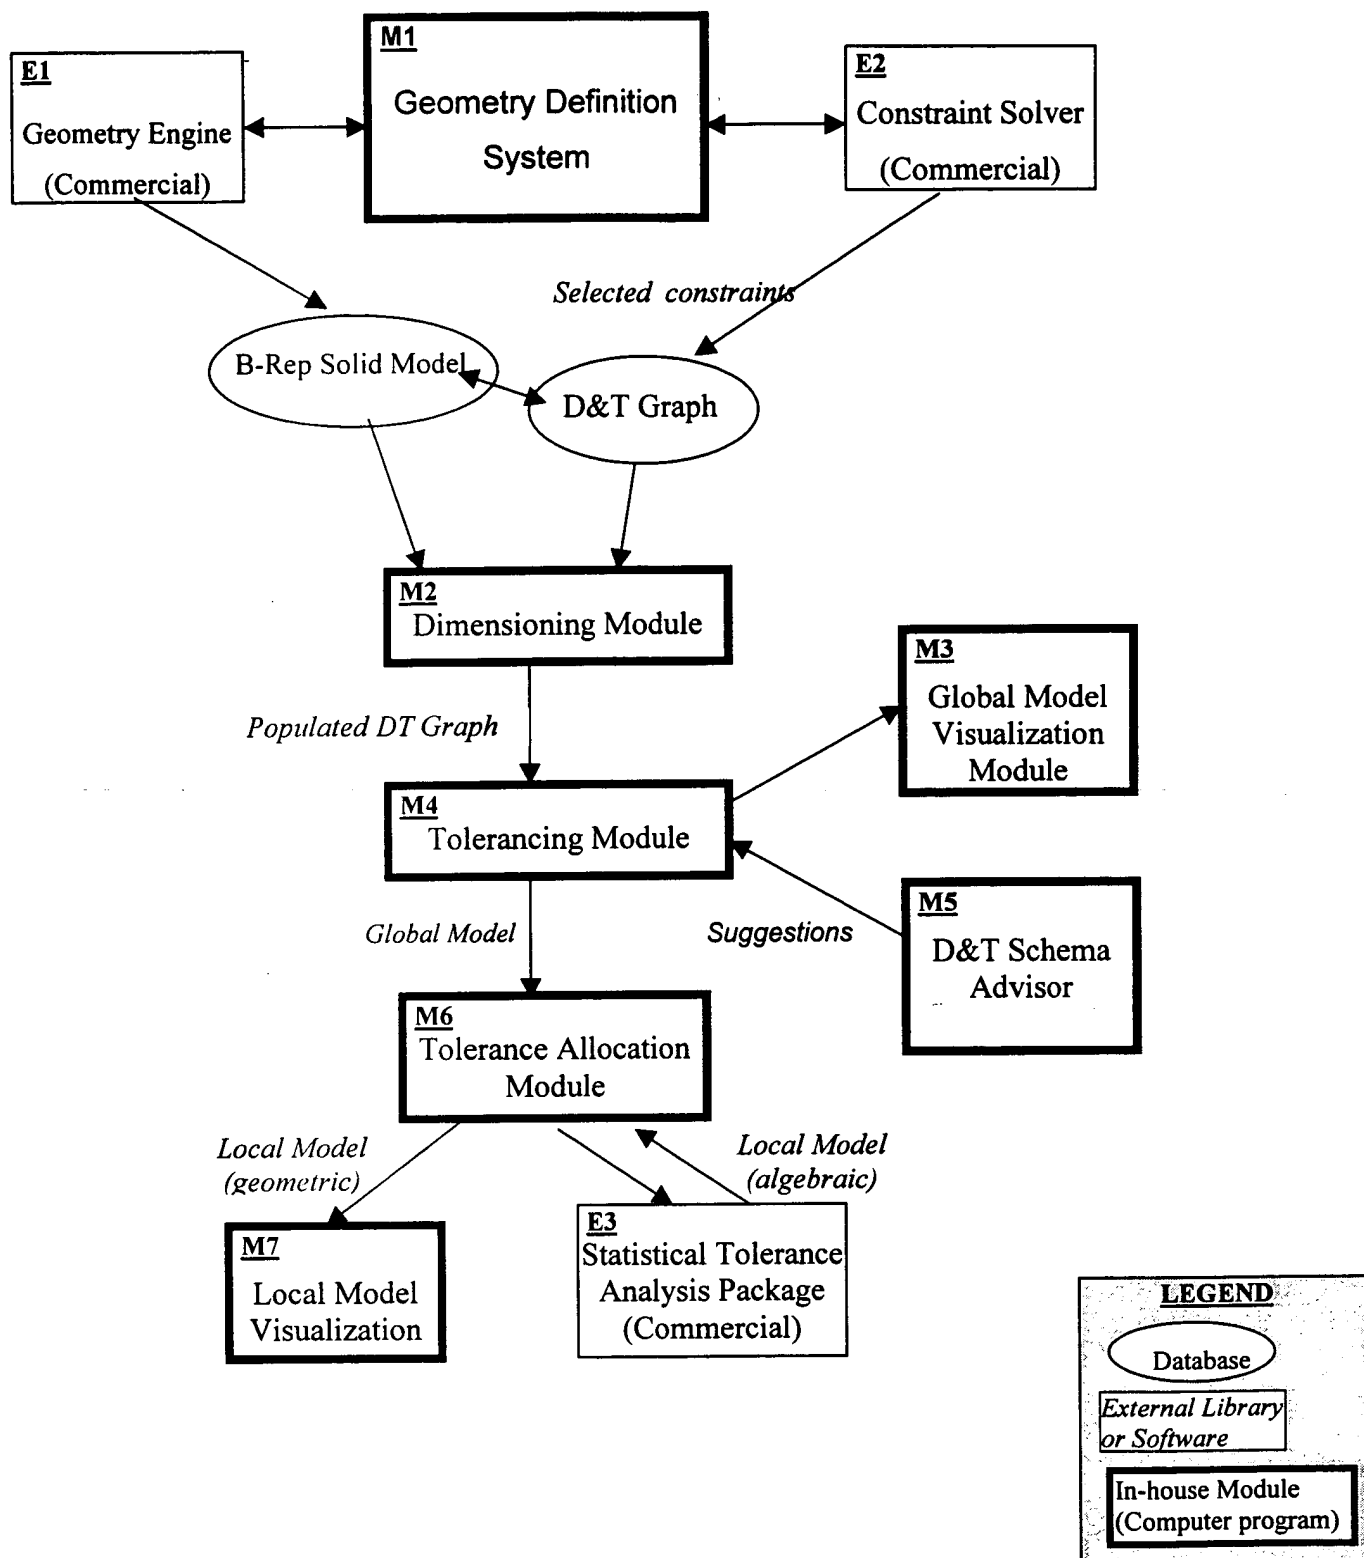 E1
Geometry Engine
(Commercial)
M1
Geometry Definition
System
E2
Constraint Solver
(Commercial)
Selected constraints
B-Rep Solid Model
D&T Graph
M2
Dimensioning Module
Populated DT Graph
M3
Global Model
Visualization
Module
M4
Tolerancing Module
Global Model
Suggestions
M5
D&T Schema
Advisor
M6
Tolerance Allocation
Module
Local Model
(geometric)
Local Model
(algebraic)
M7
Local Model
Visualization
E3
Statistical Tolerance
Analysis Package
(Commercial)
LEGEND
Database
External Library
or Software
In-house Module
(Computer program)